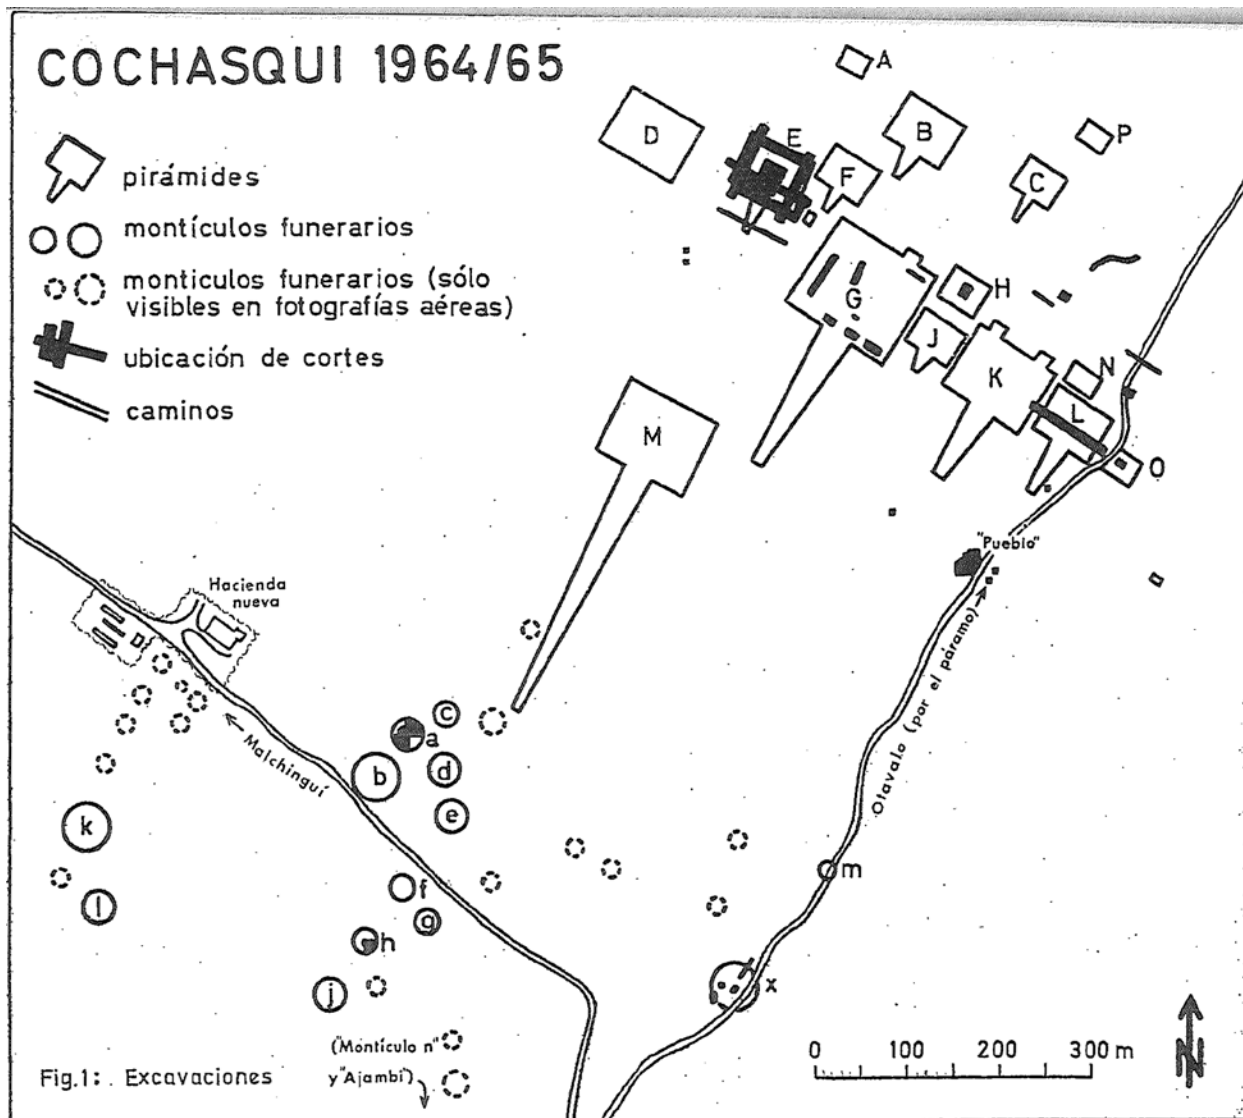 COCHASQUI 1964/65
pirámides
montículos funerarios
monticulos funerarios (sólo
visibles en fotografías aéreas)
ubicación de cortes
caminos
A
B
P
D
E
F
C
G
H
J
K
N
L
O
M
"Pueblo"
Hacienda
nueva
Otavalo (por el páramo)
Malchinguí
c
a
b
d
e
k
l
f
g
h
j
m
x
("Montículo n"
y "Ajambí")
0 100 200 300 m
N
Fig.1: Excavaciones